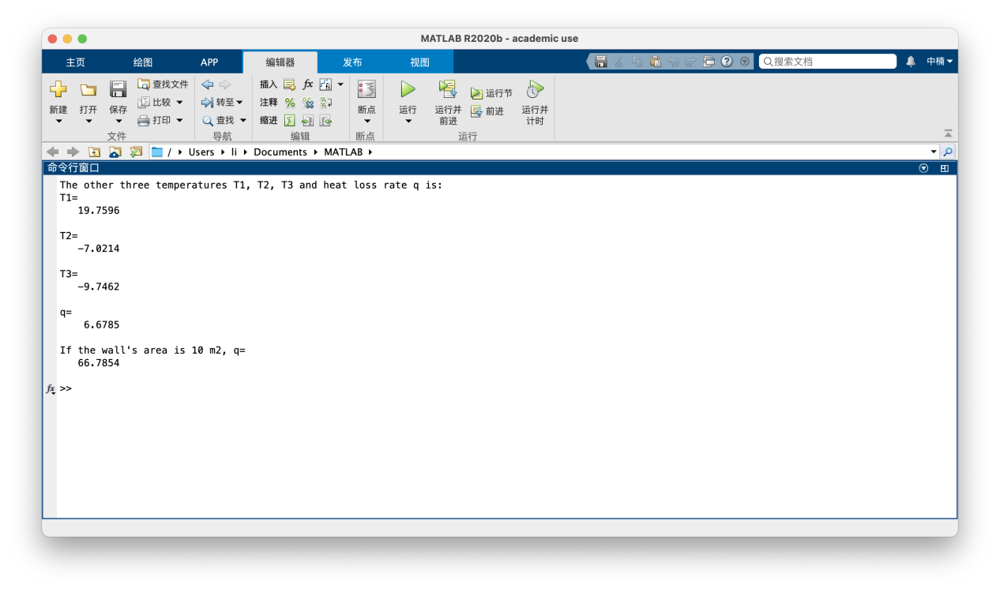 MATLAB R2020b - academic use
主页 绘图 APP 编辑器 发布 视图 搜索文档 中楠
查找文件 插入 fx
新建 打开 保存 比较 转至 注释 断点 运行 运行并前进 运行节 前进 运行并计时
打印 查找 缩进
文件 导航 编辑 断点 运行
/ Users li Documents MATLAB
命令行窗口
The other three temperatures T1, T2, T3 and heat loss rate q is:
T1=
19.7596
T2=
-7.0214
T3=
-9.7462
q=
6.6785
If the wall's area is 10 m2, q=
66.7854
fx >>